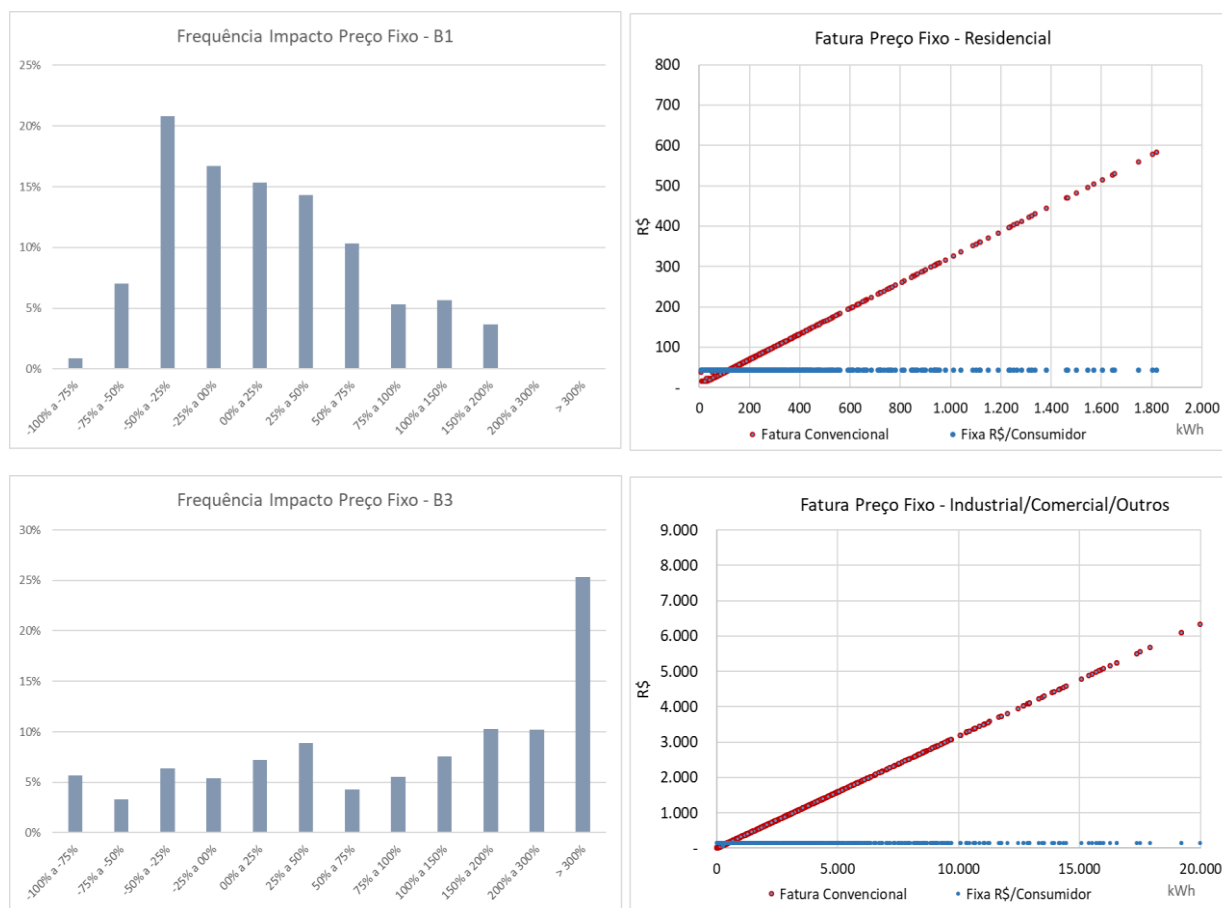 Frequência Impacto Preço Fixo - B1
25%
20%
15%
10%
5%
0%
-100% a -75%
-75% a -50%
-50% a -25%
-25% a 00%
00% a 25%
25% a 50%
50% a 75%
75% a 100%
100% a 150%
150% a 200%
200% a 300%
> 300%
Fatura Preço Fixo - Residencial
800
700
600
500
400
300
200
100
-
R$
0 200 400 600 800 1.000 1.200 1.400 1.600 1.800 2.000
kWh
Fatura Convencional Fixa R$/Consumidor
Frequência Impacto Preço Fixo - B3
30%
25%
20%
15%
10%
5%
0%
-100% a -75%
-75% a -50%
-50% a -25%
-25% a 00%
00% a 25%
25% a 50%
50% a 75%
75% a 100%
100% a 150%
150% a 200%
200% a 300%
> 300%
Fatura Preço Fixo - Industrial/Comercial/Outros
9.000
8.000
7.000
6.000
5.000
4.000
3.000
2.000
1.000
-
R$
0 5.000 10.000 15.000 20.000
kWh
Fatura Convencional Fixa R$/Consumidor